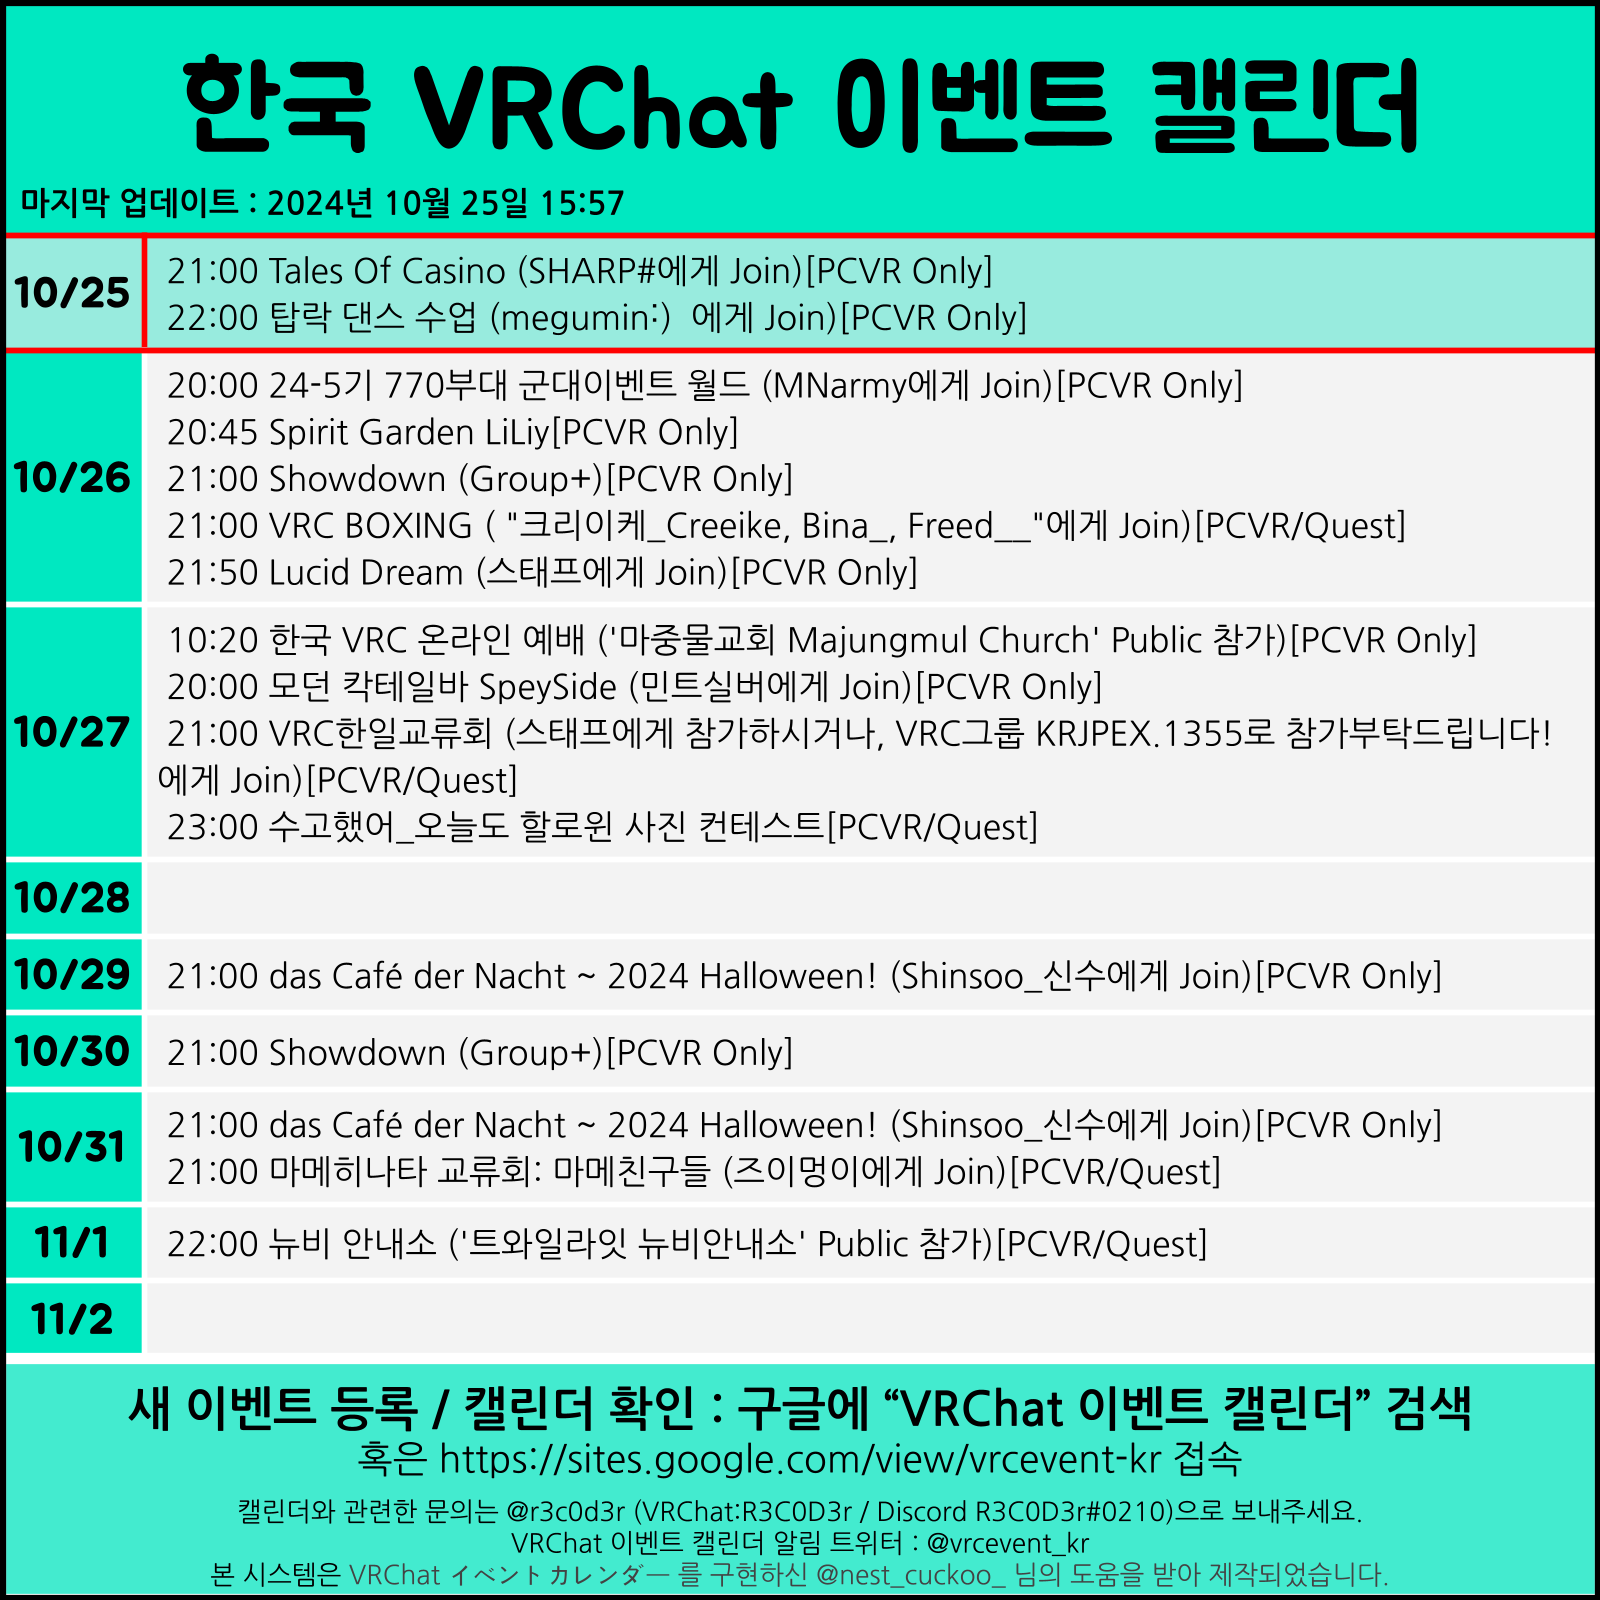 한국 VRChat 이벤트 캘린더
마지막 업데이트 : 2024년 10월 25일 15:57
10/25
21:00 Tales Of Casino (SHARP#에게 Join)[PCVR Only]
22:00 탑락 댄스 수업 (megumin:)  에게 Join)[PCVR Only]
10/26
20:00 24-5기 770부대 군대이벤트 월드 (MNarmy에게 Join)[PCVR Only]
20:45 Spirit Garden LiLiy[PCVR Only]
21:00 Showdown (Group+)[PCVR Only]
21:00 VRC BOXING ( "크리이케_Creeike, Bina_, Freed__"에게 Join)[PCVR/Quest]
21:50 Lucid Dream (스태프에게 Join)[PCVR Only]
10/27
10:20 한국 VRC 온라인 예배 ('마중물교회 Majungmul Church' Public 참가)[PCVR Only]
20:00 모던 칵테일바 SpeySide (민트실버에게 Join)[PCVR Only]
21:00 VRC한일교류회 (스태프에게 참가하시거나, VRC그룹 KRJPEX.1355로 참가부탁드립니다!
에게 Join)[PCVR/Quest]
23:00 수고했어_오늘도 할로윈 사진 컨테스트[PCVR/Quest]
10/28
10/29
21:00 das Café der Nacht ~ 2024 Halloween! (Shinsoo_신수에게 Join)[PCVR Only]
10/30
21:00 Showdown (Group+)[PCVR Only]
10/31
21:00 das Café der Nacht ~ 2024 Halloween! (Shinsoo_신수에게 Join)[PCVR Only]
21:00 마메히나타 교류회: 마메친구들 (즈이멍이에게 Join)[PCVR/Quest]
11/1
22:00 뉴비 안내소 ('트와일라잇 뉴비안내소' Public 참가)[PCVR/Quest]
11/2
새 이벤트 등록 / 캘린더 확인 : 구글에 “VRChat 이벤트 캘린더” 검색
혹은 https://sites.google.com/view/vrcevent-kr 접속
캘린더와 관련한 문의는 @r3c0d3r (VRChat:R3C0D3r / Discord R3C0D3r#0210)으로 보내주세요.
VRChat 이벤트 캘린더 알림 트위터 : @vrcevent_kr
본 시스템은 VRChat イベントカレンダー 를 구현하신 @nest_cuckoo_ 님의 도움을 받아 제작되었습니다.